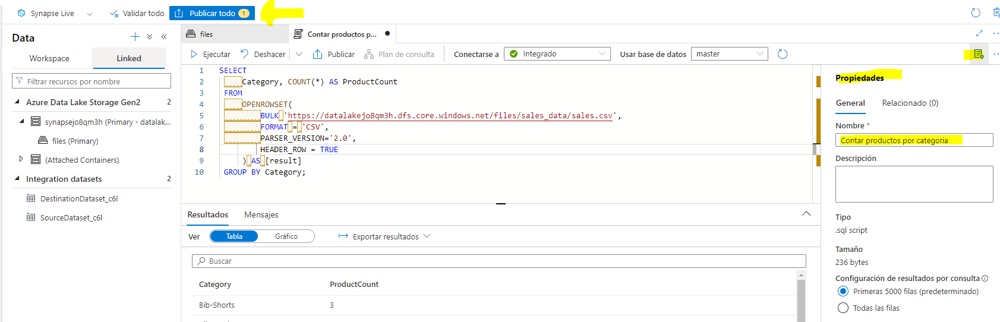 Synapse Live
Validar todo
Publicar todo 1
Data
Workspace
Linked
Filtrar recursos por nombre
Azure Data Lake Storage Gen2 2
synapsejo8qm3h (Primary - datalak...
files (Primary)
(Attached Containers)
Integration datasets 2
DestinationDataset_c6l
SourceDataset_c6l
files
Contar productos p...
Ejecutar
Deshacer
Publicar
Plan de consulta
Conectarse a
Integrado
Usar base de datos
master
1 SELECT
2 Category, COUNT(*) AS ProductCount
3 FROM
4 OPENROWSET(
5 BULK 'https://datalakejo8qm3h.dfs.core.windows.net/files/sales_data/sales.csv',
6 FORMAT = 'CSV',
7 PARSER_VERSION='2.0',
8 HEADER_ROW = TRUE
9 ) AS [result]
10 GROUP BY Category;
Resultados
Mensajes
Ver
Tabla
Gráfico
Exportar resultados
Buscar
Category ProductCount
Bib-Shorts 3
Propiedades
General
Relacionado (0)
Nombre *
Contar productos por categoria
Descripción
Tipo
.sql script
Tamaño
236 bytes
Configuración de resultados por consulta
Primeras 5000 filas (predeterminado)
Todas las filas